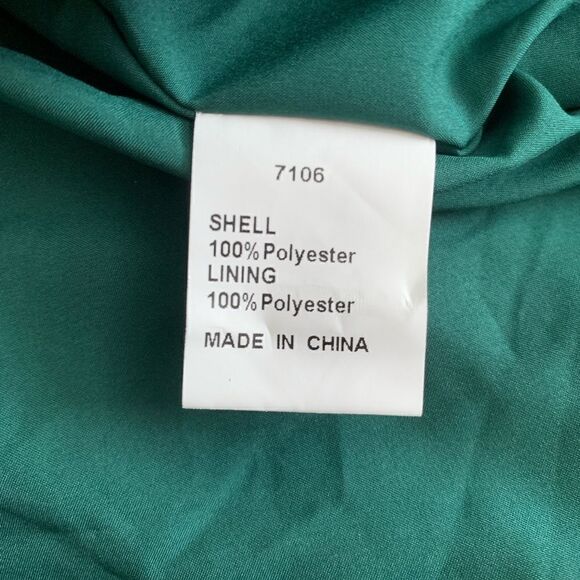 7106
SHELL
100% Polyester
LINING
100% Polyester
MADE IN CHINA